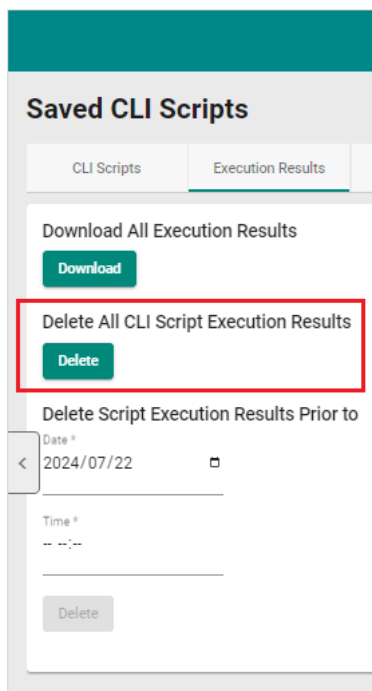 Saved CLI Scripts
CLI Scripts Execution Results
Download All Execution Results
Download
Delete All CLI Script Execution Results
Delete
Delete Script Execution Results Prior to
Date *
2024/07/22
Time *
-- --:--
Delete